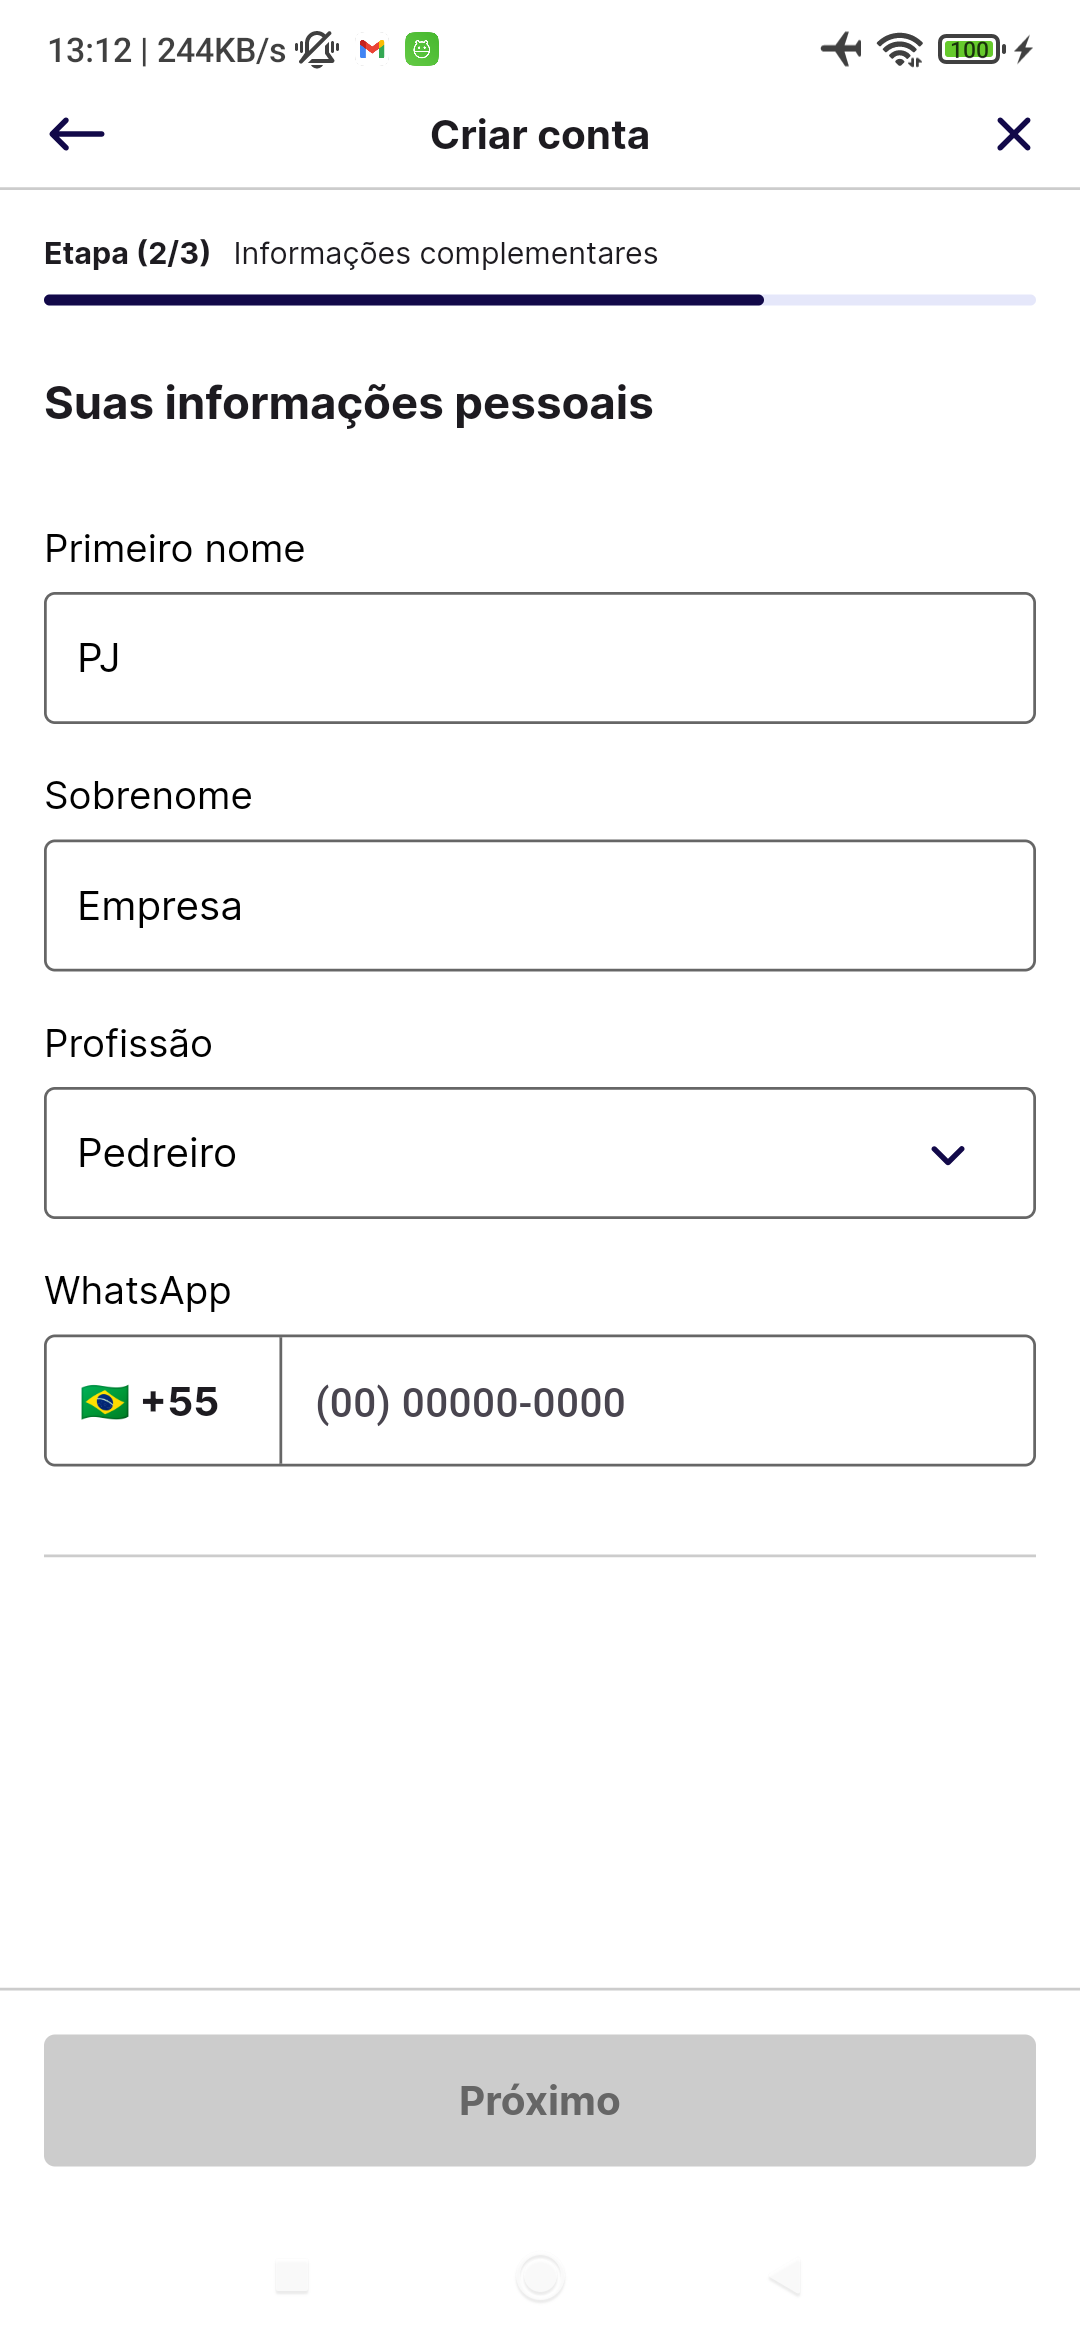 13:12 | 244KB/s
100
Criar conta
Etapa (2/3) Informações complementares
Suas informações pessoais
Primeiro nome
PJ
Sobrenome
Empresa
Profissão
Pedreiro
WhatsApp
+55 (00) 00000-0000
Próximo